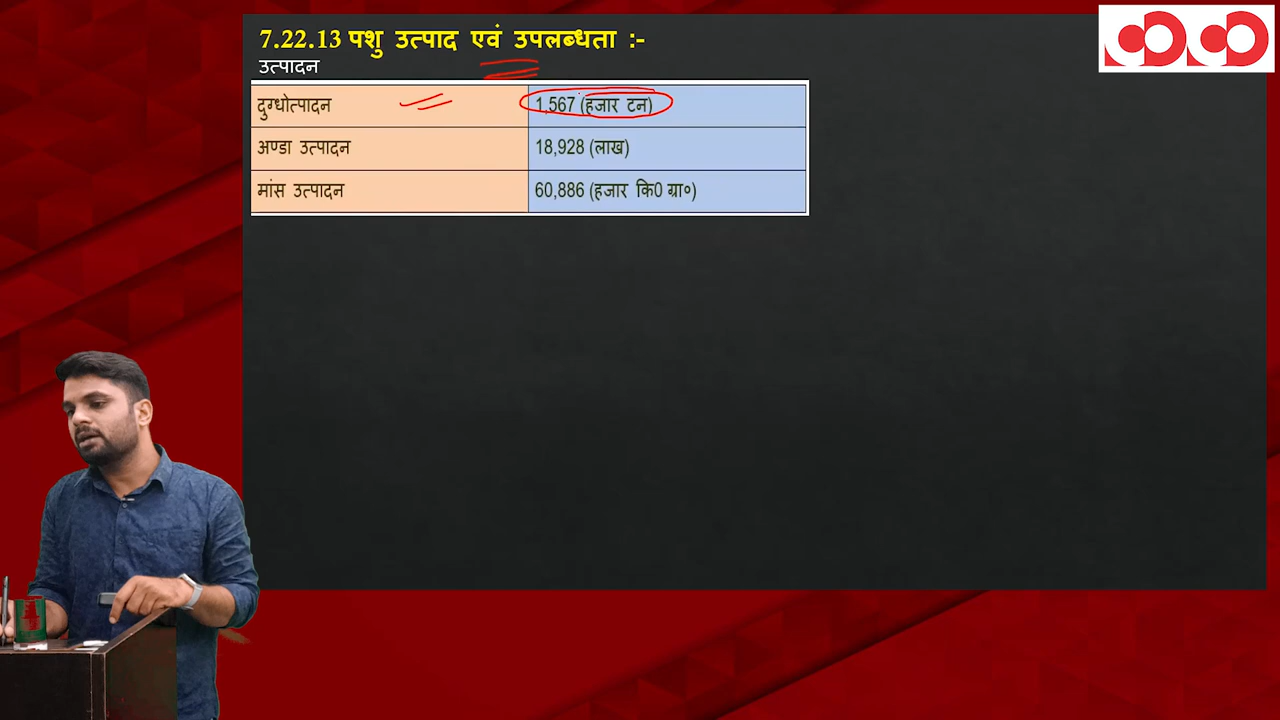 7.22.13 पशु उत्पाद एवं उपलब्धता :-
उत्पादन
दुग्धोत्पादन 1,567 (हजार टन)
अण्डा उत्पादन 18,928 (लाख)
मांस उत्पादन 60,886 (हजार कि0 ग्रा०)